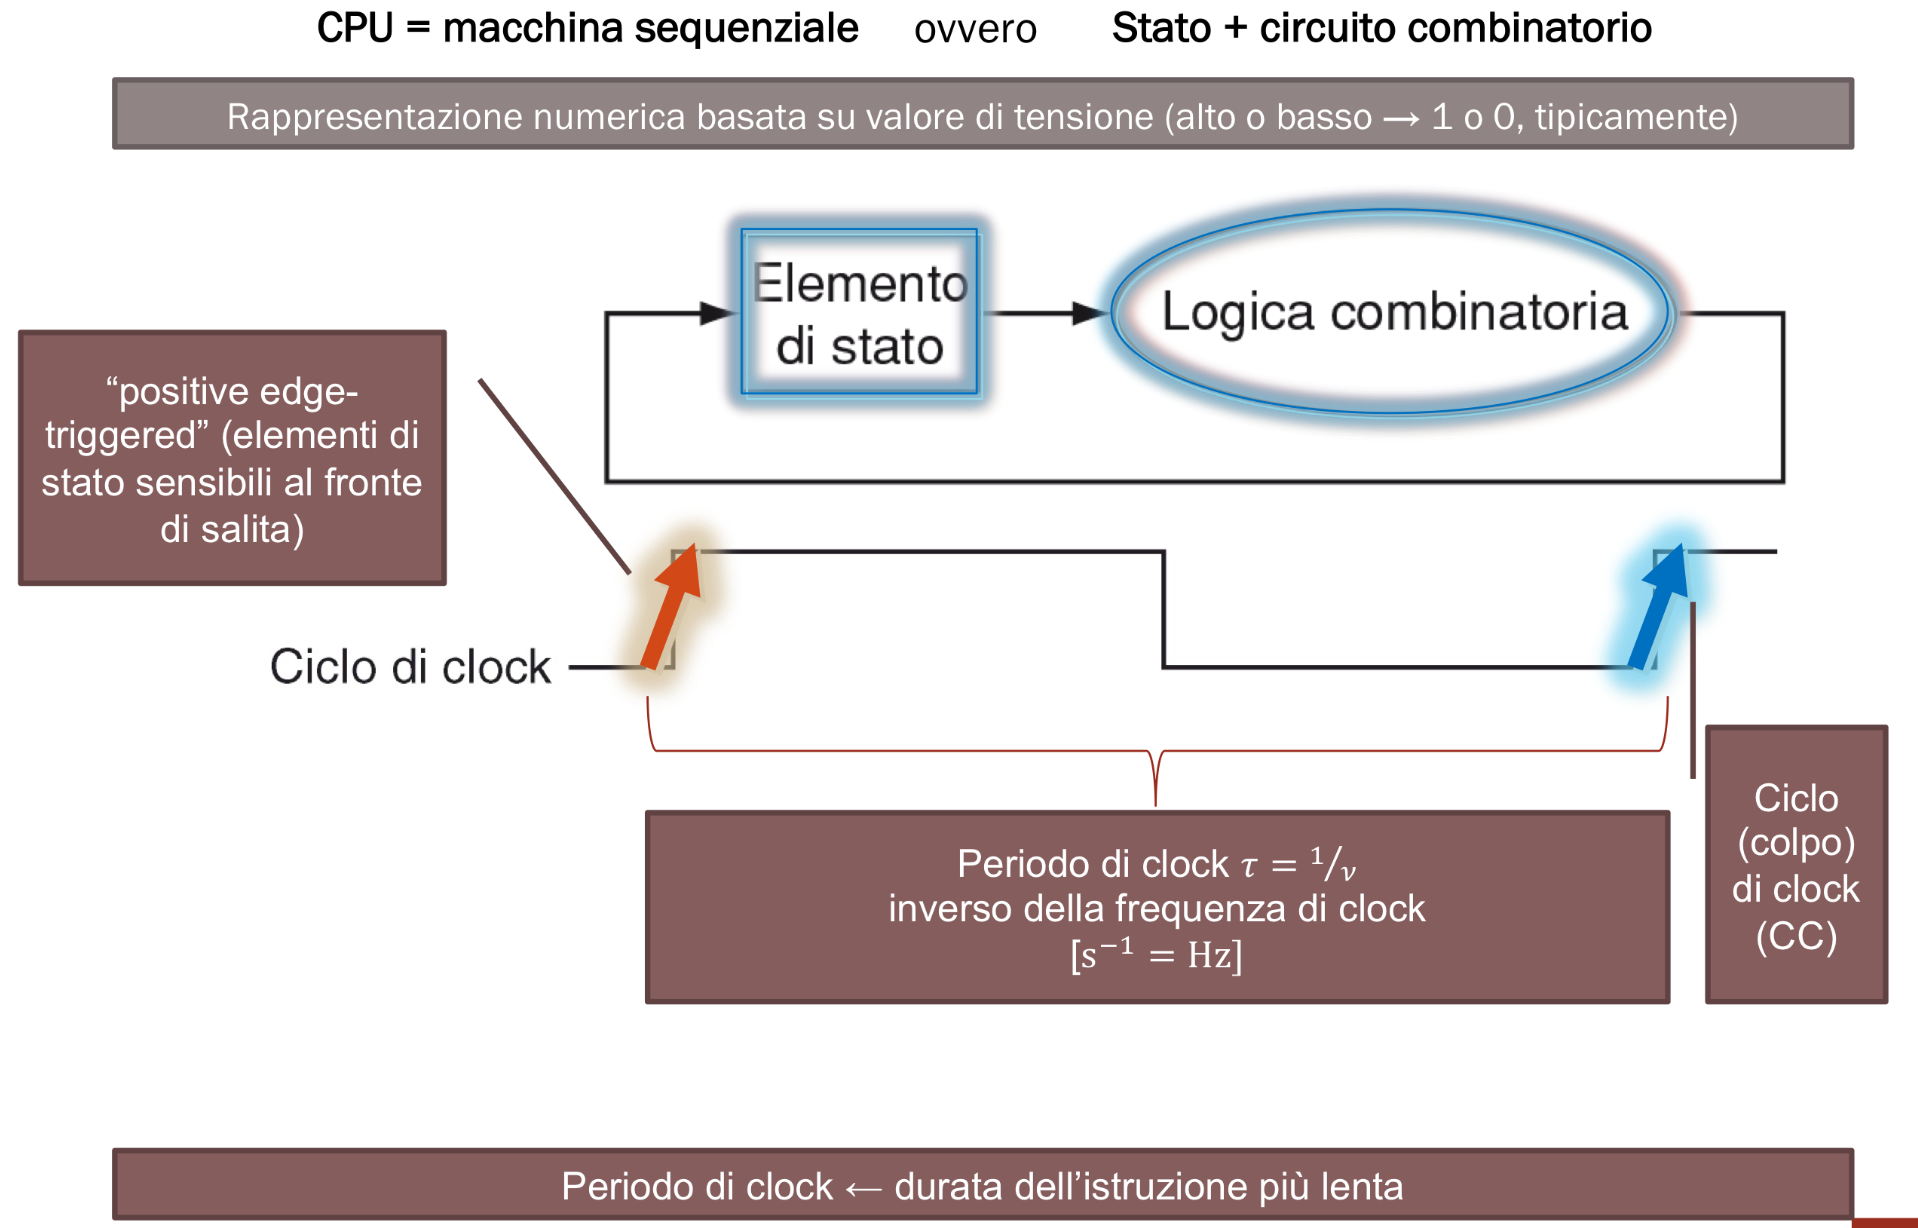 CPU = macchina sequenziale ovvero Stato + circuito combinatorio
Rappresentazione numerica basata su valore di tensione (alto o basso → 1 o 0, tipicamente)
Elemento
di stato
Logica combinatoria
“positive edge-
triggered” (elementi di
stato sensibili al fronte
di salita)
Ciclo di clock
Periodo di clock τ = 1/ν
inverso della frequenza di clock
[s⁻¹ = Hz]
Ciclo
(colpo)
di clock
(CC)
Periodo di clock ← durata dell’istruzione più lenta